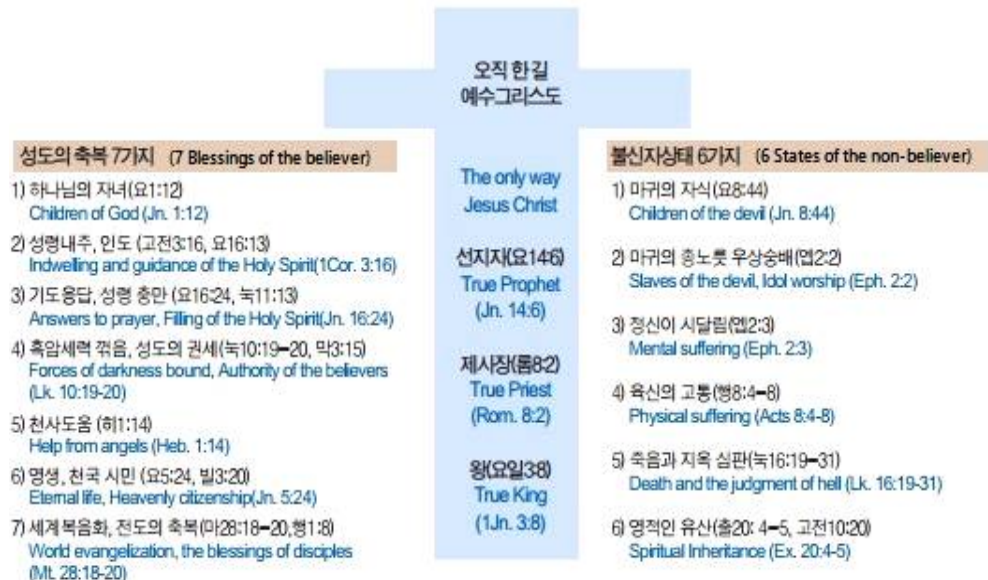 오직 한길
예수그리스도
The only way
Jesus Christ
선지자(요14:6)
True Prophet
(Jn. 14:6)
제사장(롬8:2)
True Priest
(Rom. 8:2)
왕(요일3:8)
True King
(1Jn. 3:8)
성도의 축복 7가지 (7 Blessings of the believer)
1) 하나님의 자녀(요1:12)
Children of God (Jn. 1:12)
2) 성령내주, 인도 (고전3:16, 요16:13)
Indwelling and guidance of the Holy Spirit(1Cor. 3:16)
3) 기도응답, 성령 충만 (요16:24, 눅11:13)
Answers to prayer, Filling of the Holy Spirit(Jn. 16:24)
4) 흑암세력 꺾음, 성도의 권세(눅10:19-20, 막3:15)
Forces of darkness bound, Authority of the believers
(Lk. 10:19-20)
5) 천사도움 (히1:14)
Help from angels (Heb. 1:14)
6) 영생, 천국 시민 (요5:24, 빌3:20)
Eternal life, Heavenly citizenship(Jn. 5:24)
7) 세계복음화, 전도의 축복(마28:18-20,행1:8)
World evangelization, the blessings of disciples
(Mt. 28:18-20)
불신자상태 6가지 (6 States of the non-believer)
1) 마귀의 자식(요8:44)
Children of the devil (Jn. 8:44)
2) 마귀의 종노릇 우상숭배(엡2:2)
Slaves of the devil, Idol worship (Eph. 2:2)
3) 정신이 시달림(엡2:3)
Mental suffering (Eph. 2:3)
4) 육신의 고통(행8:4-8)
Physical suffering (Acts 8:4-8)
5) 죽음과 지옥 심판(눅16:19-31)
Death and the judgment of hell (Lk. 16:19-31)
6) 영적인 유산(출20: 4-5, 고전10:20)
Spiritual Inheritance (Ex. 20:4-5)